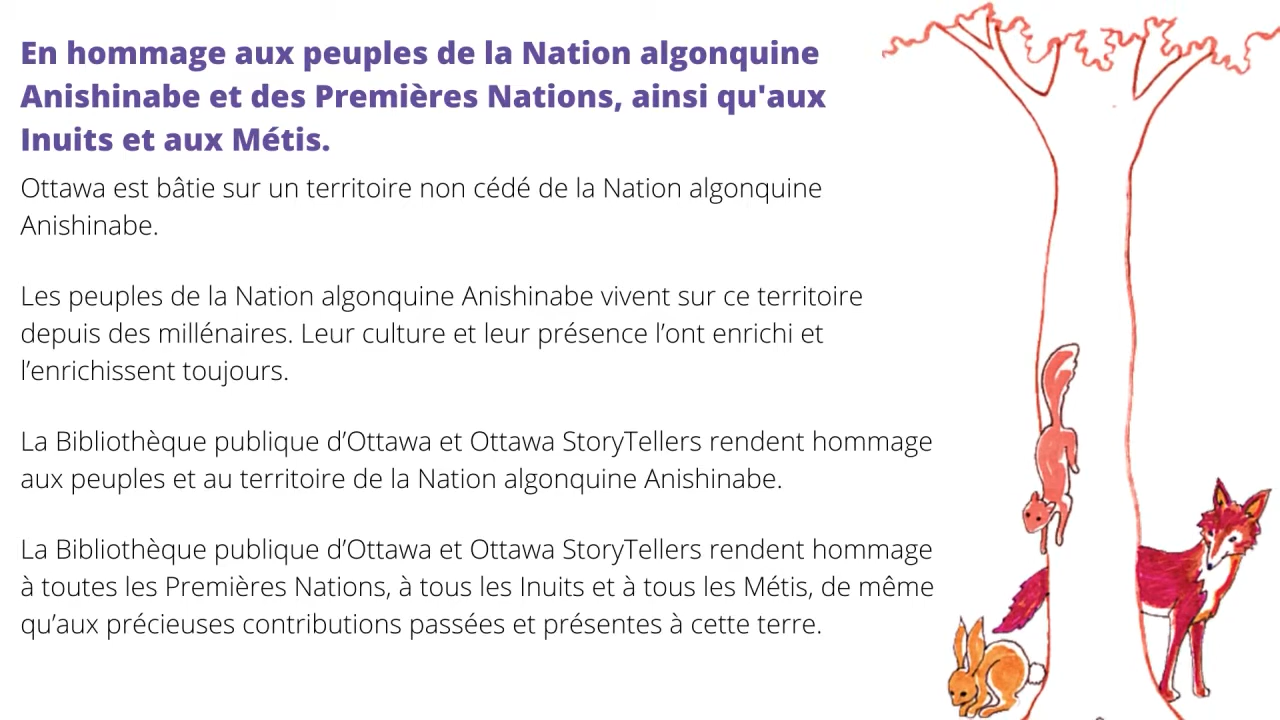 En hommage aux peuples de la Nation algonquine
Anishinabe et des Premières Nations, ainsi qu'aux
Inuits et aux Métis.
Ottawa est bâtie sur un territoire non cédé de la Nation algonquine
Anishinabe.
Les peuples de la Nation algonquine Anishinabe vivent sur ce territoire
depuis des millénaires. Leur culture et leur présence l’ont enrichi et
l’enrichissent toujours.
La Bibliothèque publique d’Ottawa et Ottawa StoryTellers rendent hommage
aux peuples et au territoire de la Nation algonquine Anishinabe.
La Bibliothèque publique d’Ottawa et Ottawa StoryTellers rendent hommage
à toutes les Premières Nations, à tous les Inuits et à tous les Métis, de même
qu’aux précieuses contributions passées et présentes à cette terre.